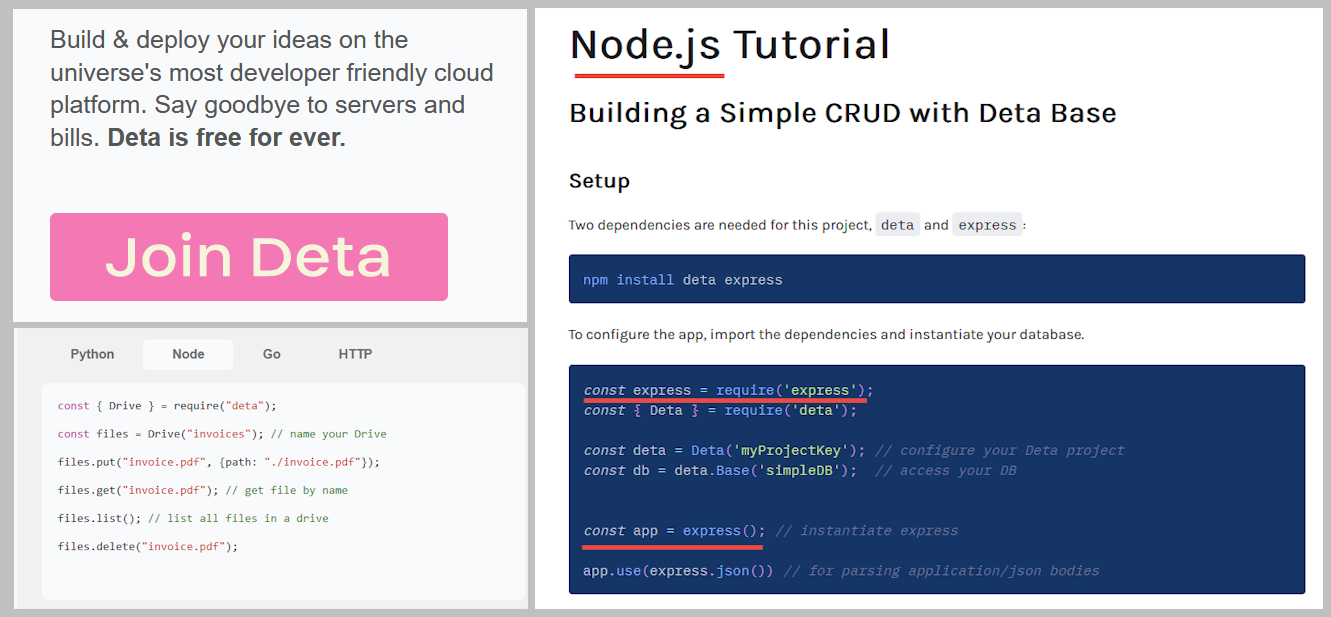 Build & deploy your ideas on the
universe's most developer friendly cloud
platform. Say goodbye to servers and
bills. Deta is free for ever.
Join Deta
Python Node Go HTTP
const { Drive } = require("deta");
const files = Drive("invoices"); // name your Drive
files.put("invoice.pdf", {path: "./invoice.pdf"});
files.get("invoice.pdf"); // get file by name
files.list(); // list all files in a drive
files.delete("invoice.pdf");
Node.js Tutorial
Building a Simple CRUD with Deta Base
Setup
Two dependencies are needed for this project, deta and express :
npm install deta express
To configure the app, import the dependencies and instantiate your database.
const express = require('express');
const { Deta } = require('deta');
const deta = Deta('myProjectKey'); // configure your Deta project
const db = deta.Base('simpleDB'); // access your DB
const app = express(); // instantiate express
app.use(express.json()) // for parsing application/json bodies